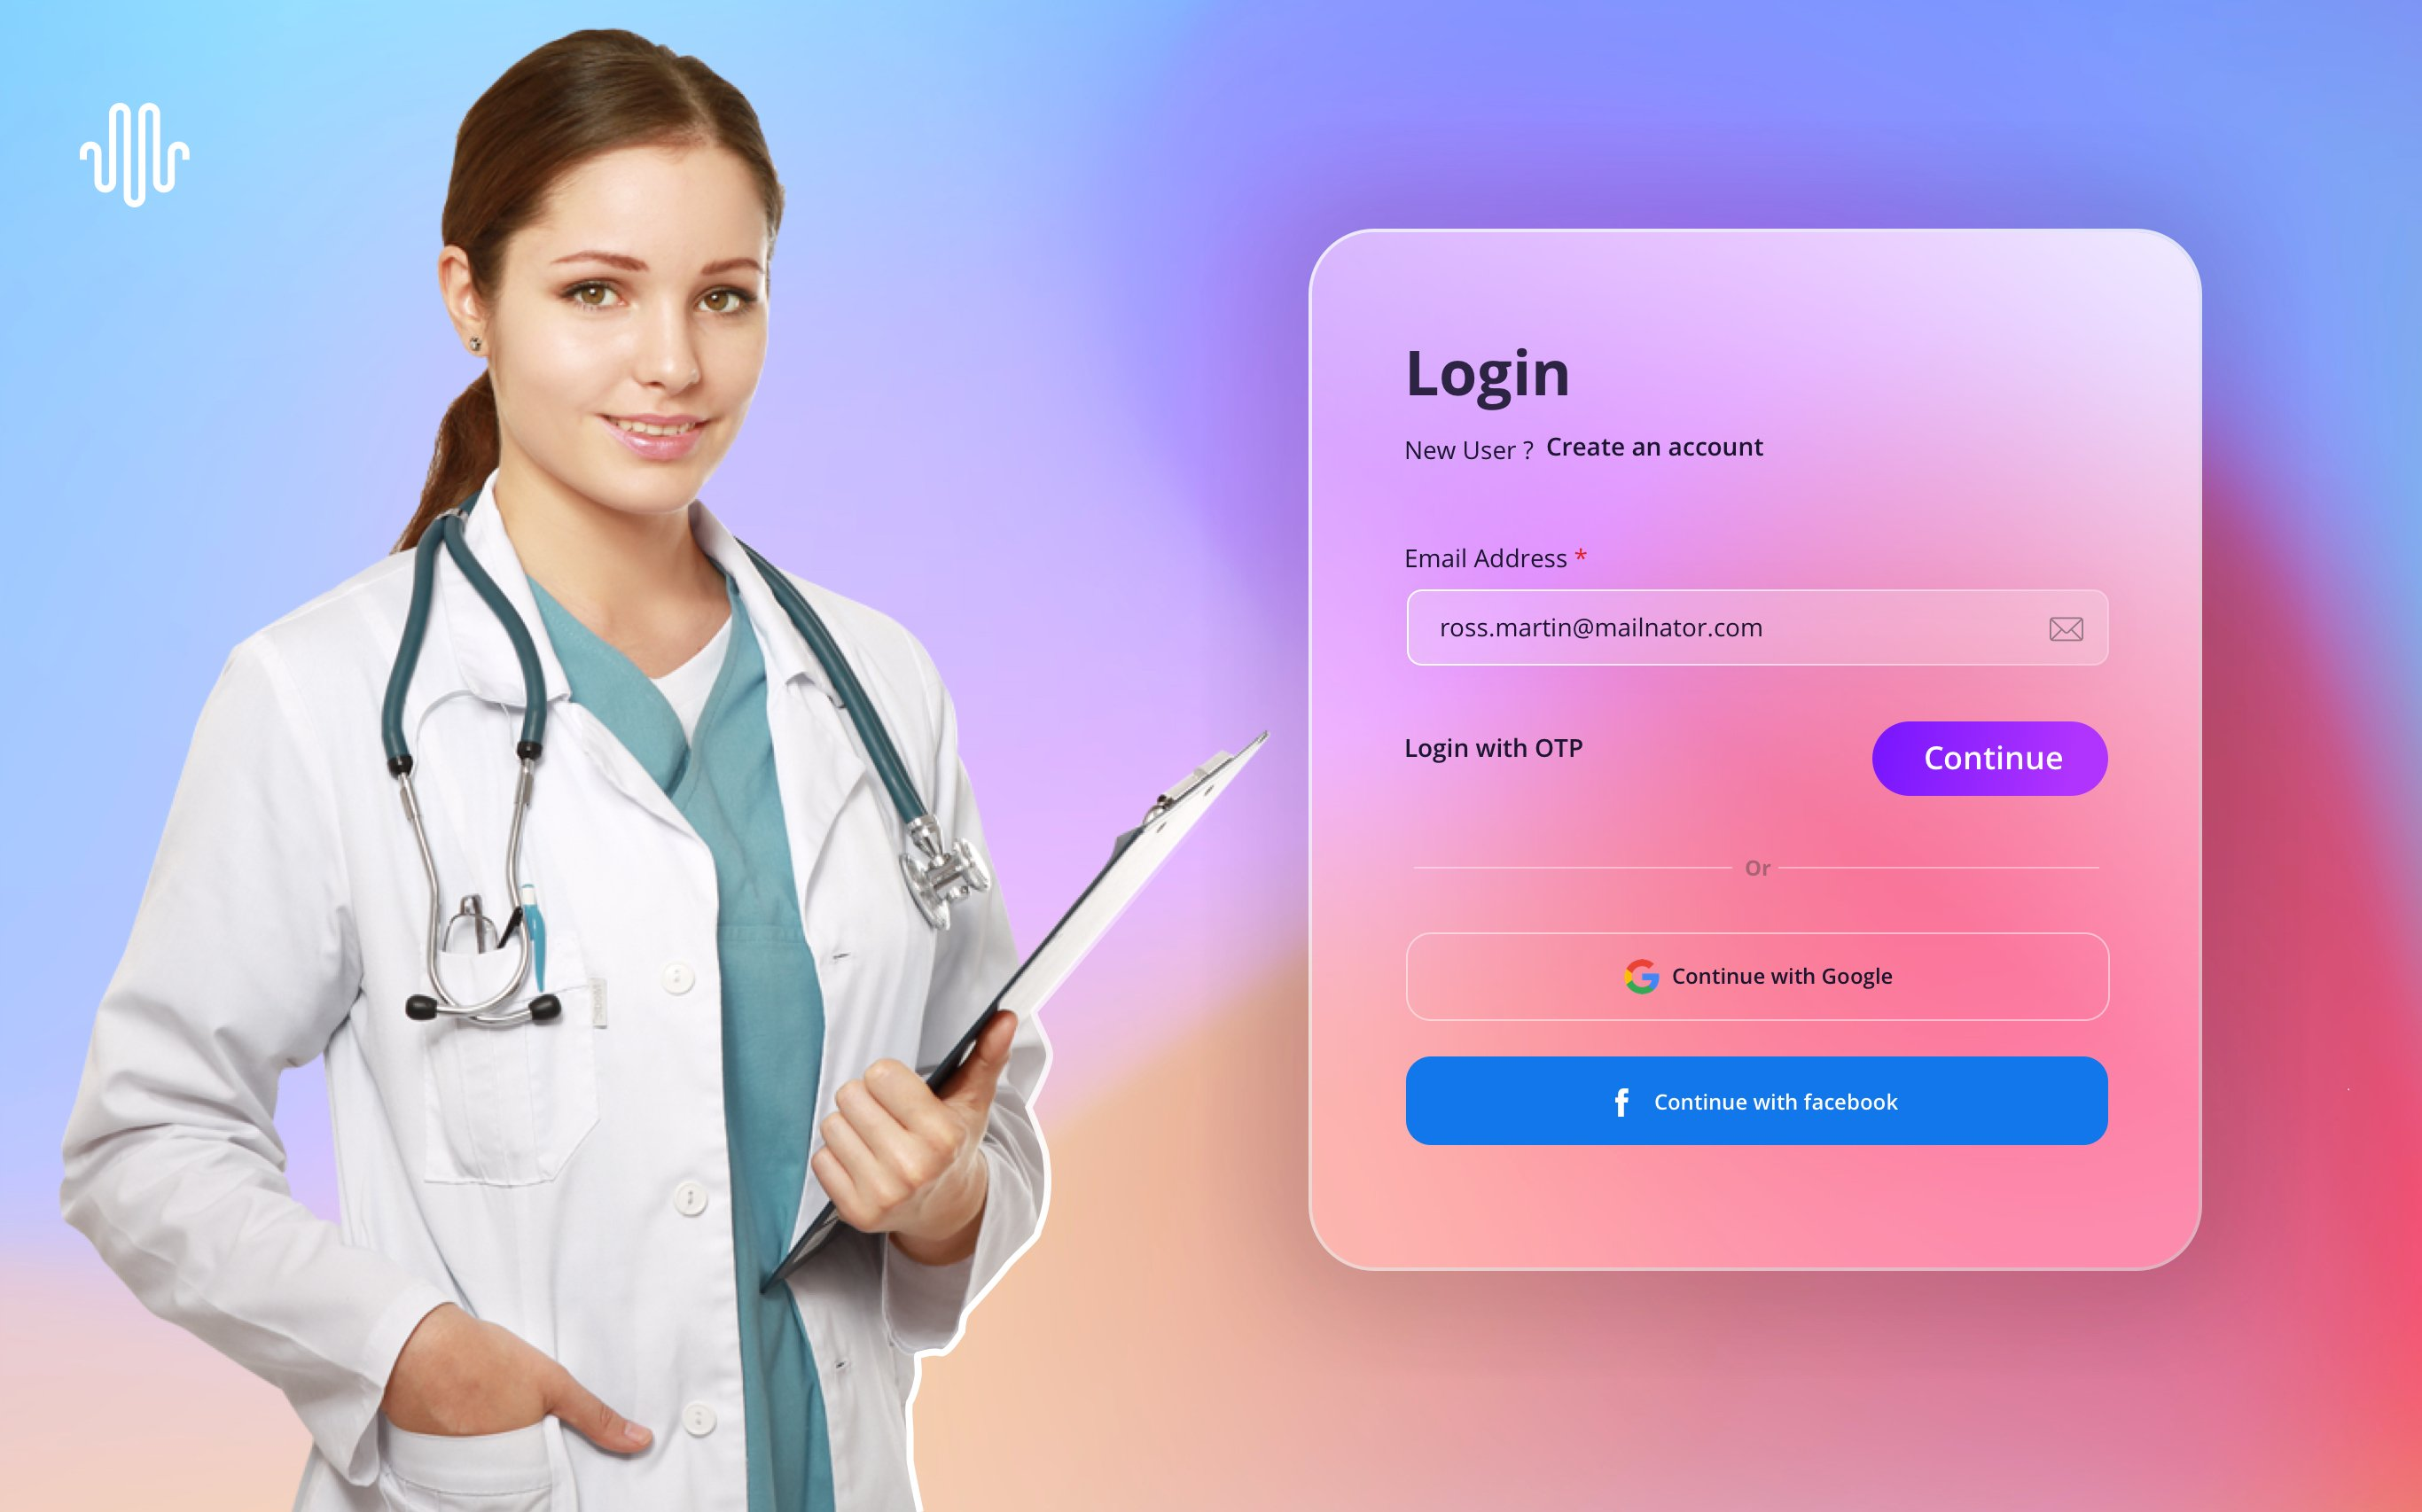 Login
New User ? Create an account
Email Address *
ross.martin@mailnator.com
Login with OTP
Continue
Or
Continue with Google
Continue with facebook